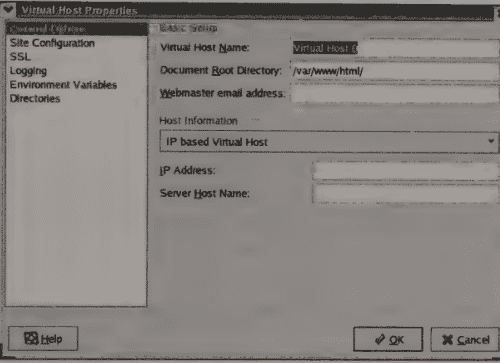 Virtual Host Properties
General Options
Site Configuration
SSL
Logging
Environment Variables
Directories
Basic Setup
Virtual Host Name: Virtual Host 0
Document Root Directory: /var/www/html/
Webmaster email address:
Host Information
IP based Virtual Host
IP Address:
Server Host Name:
Help
OK
Cancel